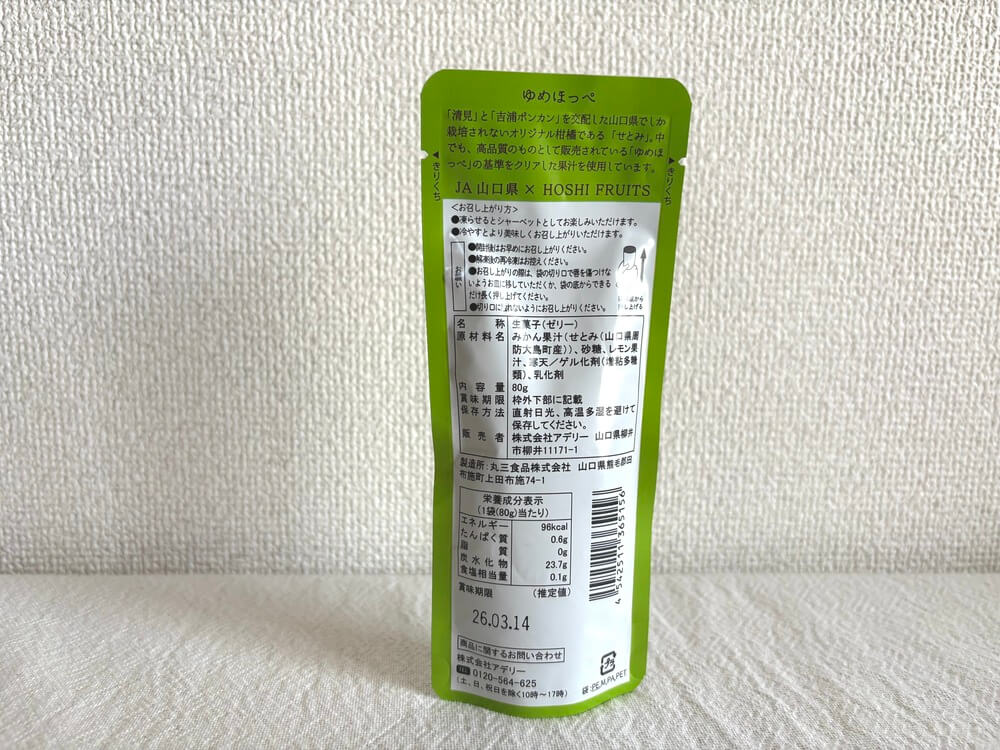 ゆめほっぺ
「清見」と「吉浦ポンカン」を交配した山口県でしか
栽培されないオリジナル柑橘である「せとみ」。中
でも、高品質のものとして販売されている「ゆめほ
っぺ」の基準をクリアした果汁を使用しています。
◀きりくち
▶きりくち
JA山口県 × HOSHI FRUITS
<お召し上がり方>
●凍らせるとシャーベットとしてお楽しみいただけます。
●冷やすとより美味しくお召し上がりいただけます。
●開封後はお早めにお召し上がりください。
●解凍後の再冷凍はお控えください。
●お召し上がりの際は、袋の切り口で唇を傷つけな
いようお皿に移していただくか、袋の底からできる
だけ長く押し上げてください。
●切り口に触れないようにお召し上がりください。
名称 生菓子(ゼリー)
原材料名 みかん果汁(せとみ(山口県周
防大島町産))、砂糖、レモン果
汁、寒天/ゲル化剤(増粘多糖
類)、乳化剤
内容量 80g
賞味期限 枠外下部に記載
保存方法 直射日光、高温多湿を避けて
保存してください。
販売者 株式会社アデリー 山口県柳井
市柳井11171-1
製造所:丸三食品株式会社 山口県熊毛郡田
布施町上田布施74-1
栄養成分表示
(1袋(80g)当たり)
エネルギー 96kcal
たんぱく質 0.6g
脂質 0g
炭水化物 23.7g
食塩相当量 0.1g
賞味期限 (推定値)
26.03.14
4 542511 365156
商品に関するお問い合わせ
株式会社アデリー
TEL 0120-564-625
(土、日、祝日を除く10時~17時)
プラ
袋:PE,M,PA,PET